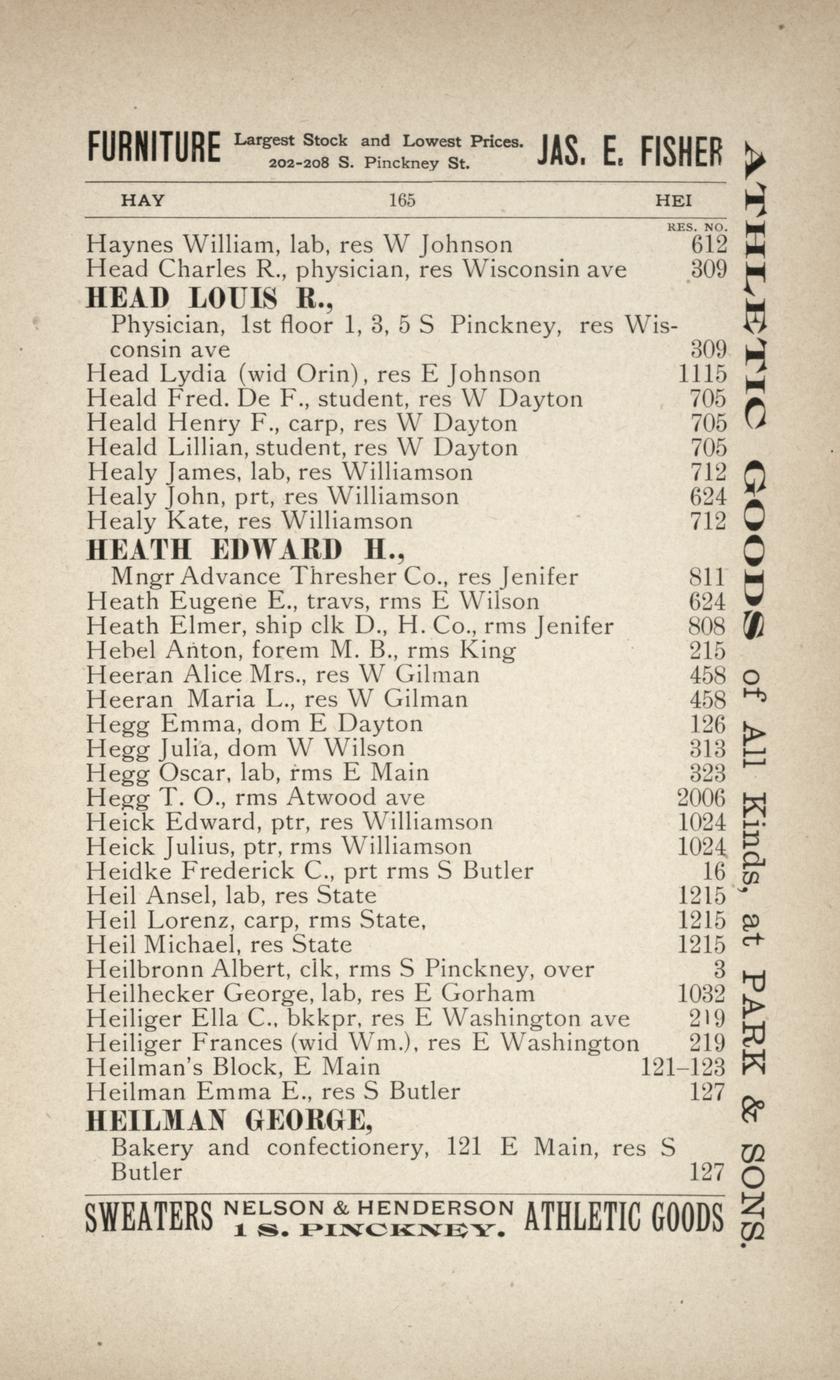 FURNITURE Largest Stock and Lowest Prices. 202-208 S. Pinckney St. JAS. E. FISHER
HAY 165 HEI
RES. NO.
Haynes William, lab, res W Johnson 612
Head Charles R., physician, res Wisconsin ave 309
HEAD LOUIS R.,
Physician, 1st floor 1, 3, 5 S Pinckney, res Wis-
consin ave 309
Head Lydia (wid Orin), res E Johnson 1115
Heald Fred. De F., student, res W Dayton 705
Heald Henry F., carp, res W Dayton 705
Heald Lillian, student, res W Dayton 705
Healy James, lab, res Williamson 712
Healy John, prt, res Williamson 624
Healy Kate, res Williamson 712
HEATH EDWARD H.,
Mngr Advance Thresher Co., res Jenifer 811
Heath Eugene E., travs, rms E Wilson 624
Heath Elmer, ship clk D., H. Co., rms Jenifer 808
Hebel Anton, forem M. B., rms King 215
Heeran Alice Mrs., res W Gilman 458
Heeran Maria L., res W Gilman 458
Hegg Emma, dom E Dayton 126
Hegg Julia, dom W Wilson 313
Hegg Oscar, lab, rms E Main 323
Hegg T. O., rms Atwood ave 2006
Heick Edward, ptr, res Williamson 1024
Heick Julius, ptr, rms Williamson 1024
Heidke Frederick C., prt rms S Butler 16
Heil Ansel, lab, res State 1215
Heil Lorenz, carp, rms State, 1215
Heil Michael, res State 1215
Heilbronn Albert, clk, rms S Pinckney, over 3
Heilhecker George, lab, res E Gorham 1032
Heiliger Ella C., bkkpr, res E Washington ave 219
Heiliger Frances (wid Wm.), res E Washington 219
Heilman's Block, E Main 121–123
Heilman Emma E., res S Butler 127
HEILMAN GEORGE,
Bakery and confectionery, 121 E Main, res S
Butler 127
SWEATERS NELSON & HENDERSON 1 S. PINCKNEY. ATHLETIC GOODS
ATHLETIC GOODS of All Kinds, at PARK & SONS.